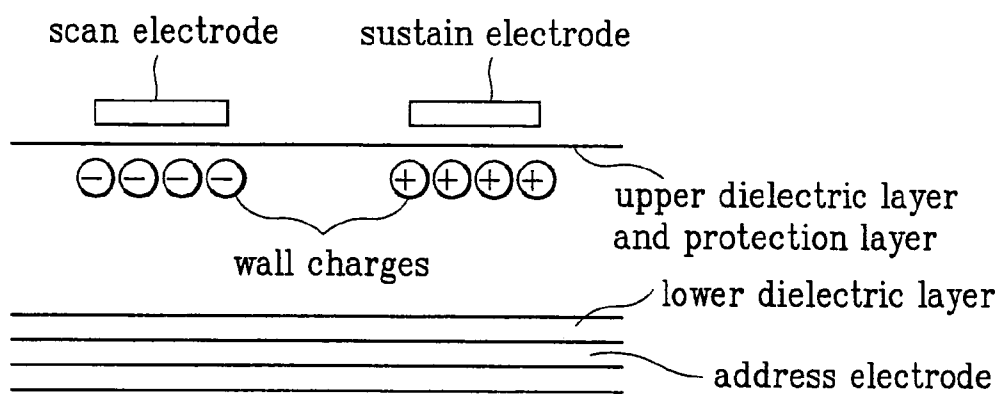 scan electrode
sustain electrode
− − − − + + + +
upper dielectric layer
and protection layer
wall charges
lower dielectric layer
address electrode